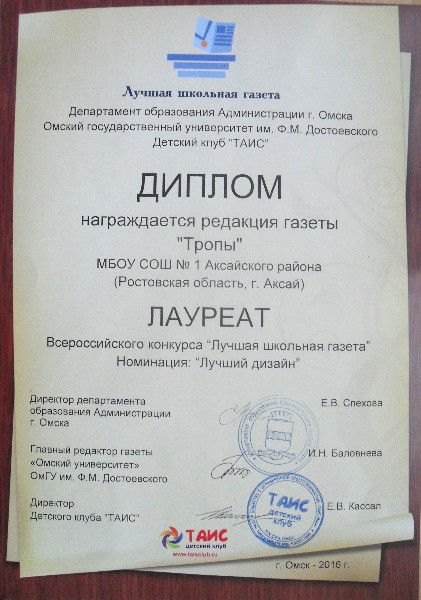 Лучшая школьная газета
Департамент образования Администрации г. Омска
Омский государственный университет им. Ф.М. Достоевского
Детский клуб "ТАИС"
ДИПЛОМ
награждается редакция газеты
"Тропы"
МБОУ СОШ № 1 Аксайского района
(Ростовская область, г. Аксай)
ЛАУРЕАТ
Всероссийского конкурса "Лучшая школьная газета"
Номинация: "Лучший дизайн"
Директор департамента
образования Администрации
г. Омска
Е.В. Спехова
Главный редактор газеты
«Омский университет»
ОмГУ им. Ф.М. Достоевского
И.Н. Баловнева
Директор
Детского клуба "ТАИС"
Е.В. Кассал
ТАИС
детский
клуб
ТАИС
детский клуб
www.taisclub.ru
г. Омск - 2016 г.